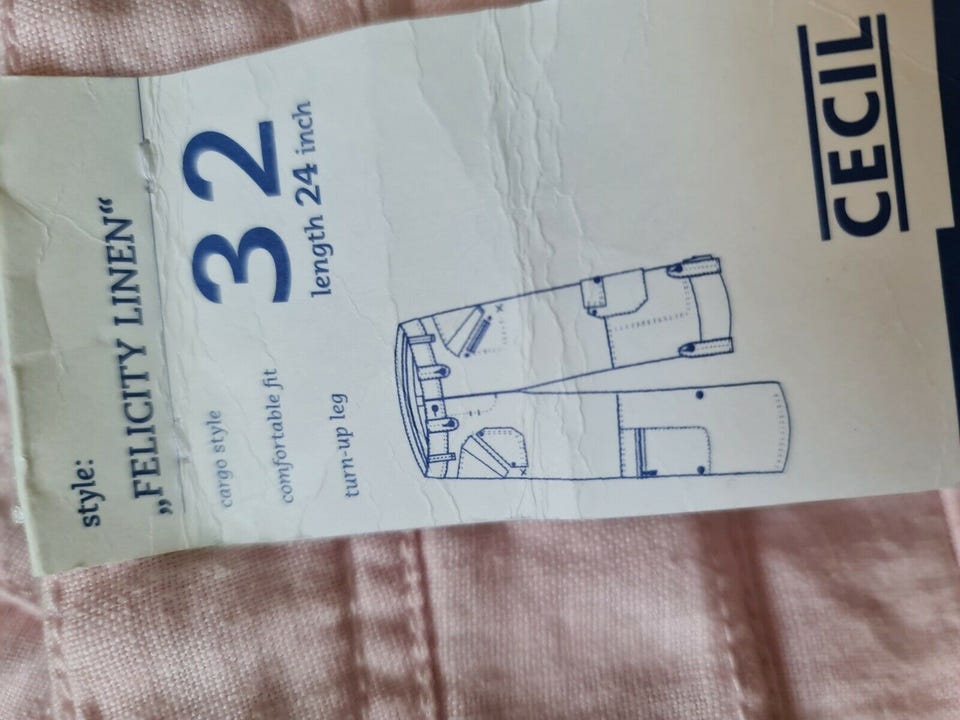 style:
„FELICITY LINEN“
cargo style
comfortable fit
turn-up leg
32
length 24 inch
CECIL